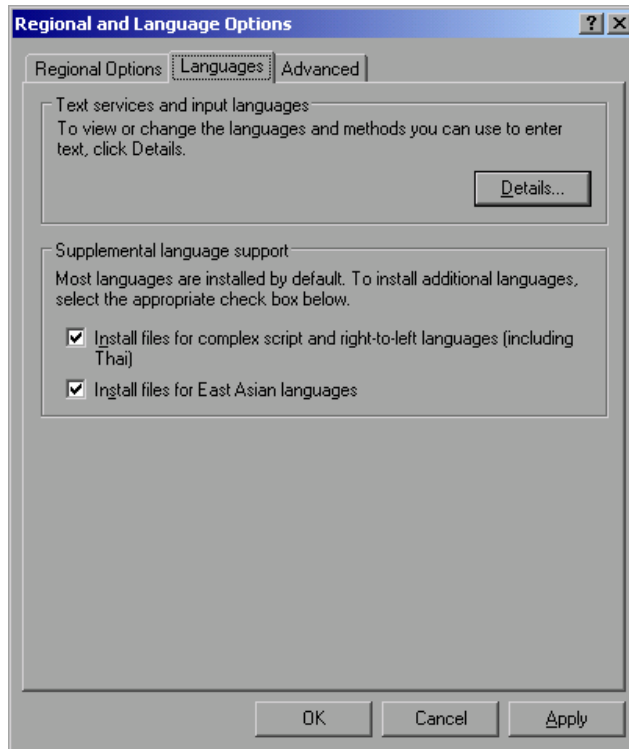 Regional and Language Options
Regional Options Languages Advanced
Text services and input languages
To view or change the languages and methods you can use to enter
text, click Details.
Details...
Supplemental language support
Most languages are installed by default. To install additional languages,
select the appropriate check box below.
Install files for complex script and right-to-left languages (including
Thai)
Install files for East Asian languages
OK Cancel Apply